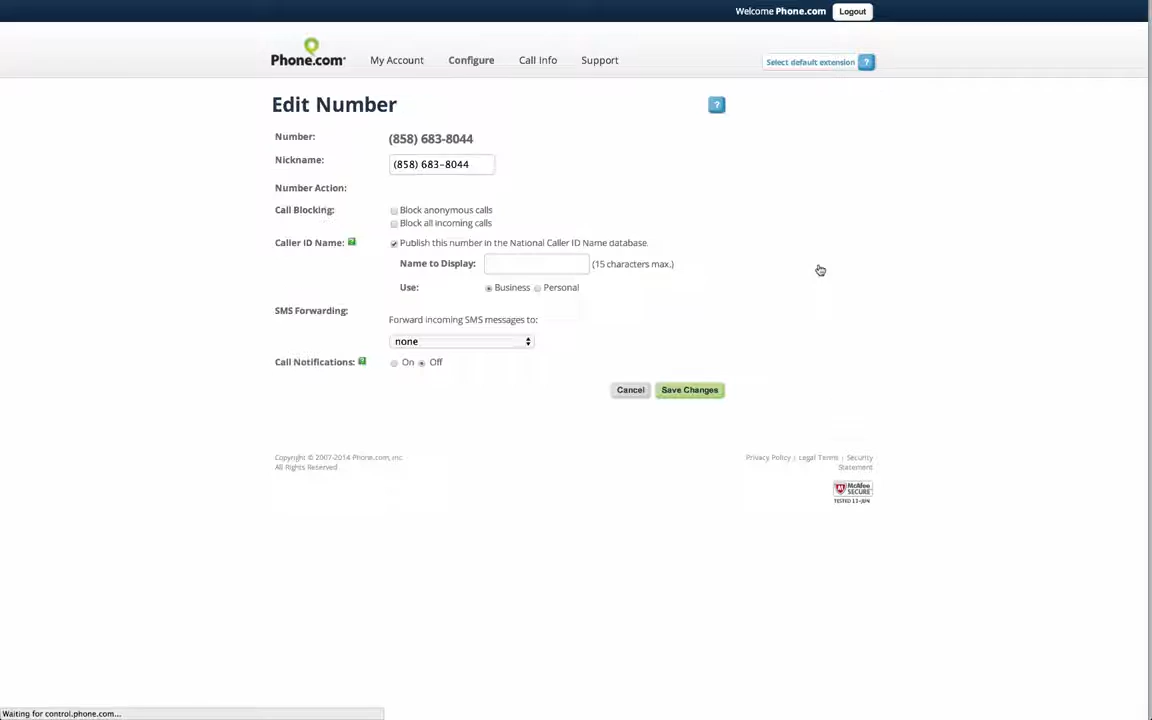 Welcome Phone.com Logout
Phone.com My Account Configure Call Info Support Select default extension ?
Edit Number ?
Number: (858) 683-8044
Nickname: (858) 683-8044
Number Action:
Call Blocking: Block anonymous calls
Block all incoming calls
Caller ID Name: ? Publish this number in the National Caller ID Name database.
Name to Display: (15 characters max.)
Use: Business Personal
SMS Forwarding:
Forward incoming SMS messages to:
none
Call Notifications: ? On Off
Cancel Save Changes
Copyright © 2007-2014 Phone.com, Inc. Privacy Policy | Legal Terms | Security
All Rights Reserved Statement
McAfee
SECURE
TESTED 13-JUN
Waiting for control.phone.com...